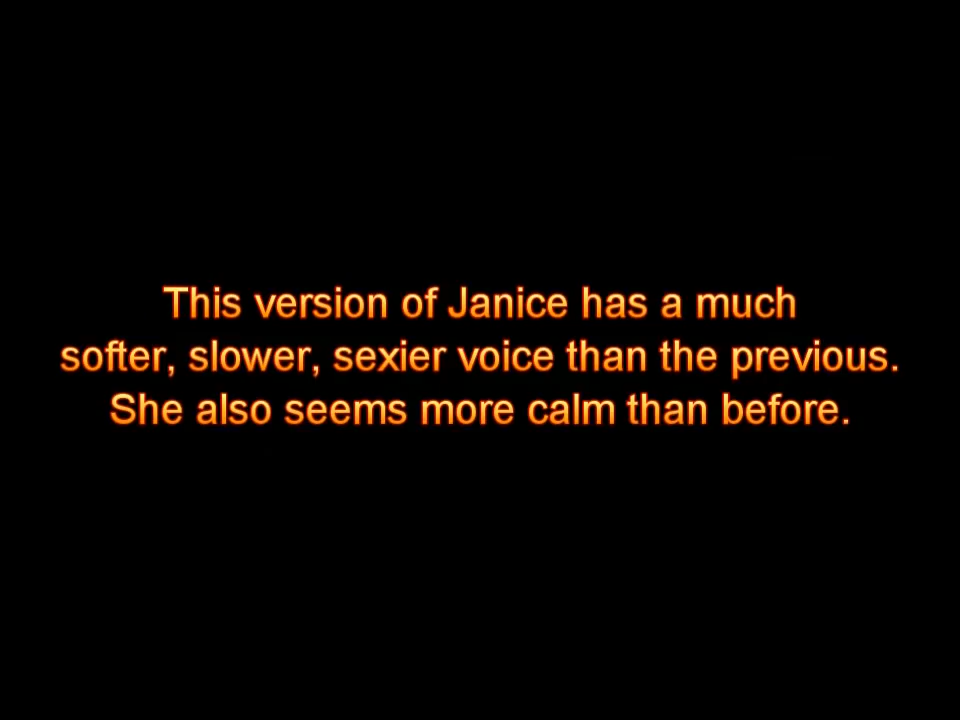 This version of Janice has a much
softer, slower, sexier voice than the previous.
She also seems more calm than before.